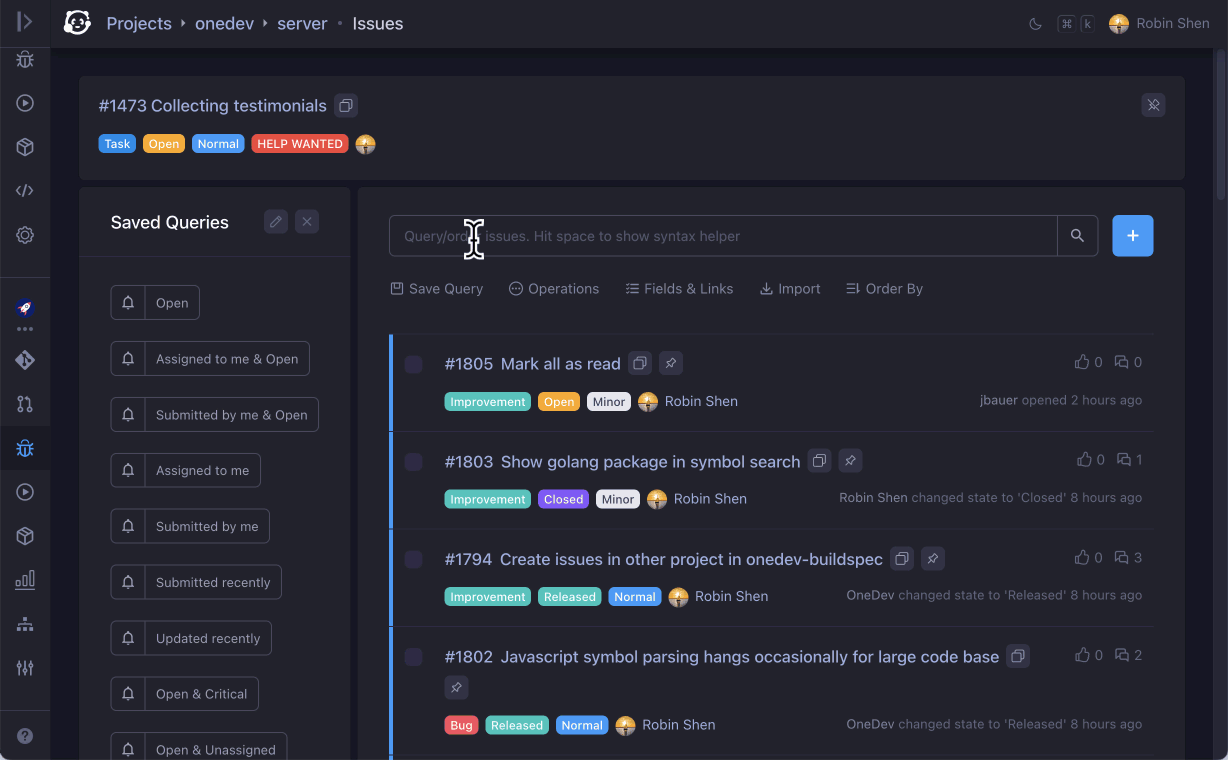 Projects onedev server Issues
⌘ k
Robin Shen
#1473 Collecting testimonials
Task Open Normal HELP WANTED
Saved Queries
Open
Assigned to me & Open
Submitted by me & Open
Assigned to me
Submitted by me
Submitted recently
Updated recently
Open & Critical
Open & Unassigned
Query/order issues. Hit space to show syntax helper
+
Save Query Operations Fields & Links Import Order By
#1805 Mark all as read
0 0
Improvement Open Minor Robin Shen
jbauer opened 2 hours ago
#1803 Show golang package in symbol search
0 1
Improvement Closed Minor Robin Shen
Robin Shen changed state to 'Closed' 8 hours ago
#1794 Create issues in other project in onedev-buildspec
0 3
Improvement Released Normal Robin Shen
OneDev changed state to 'Released' 8 hours ago
#1802 Javascript symbol parsing hangs occasionally for large code base
0 2
Bug Released Normal Robin Shen
OneDev changed state to 'Released' 8 hours ago